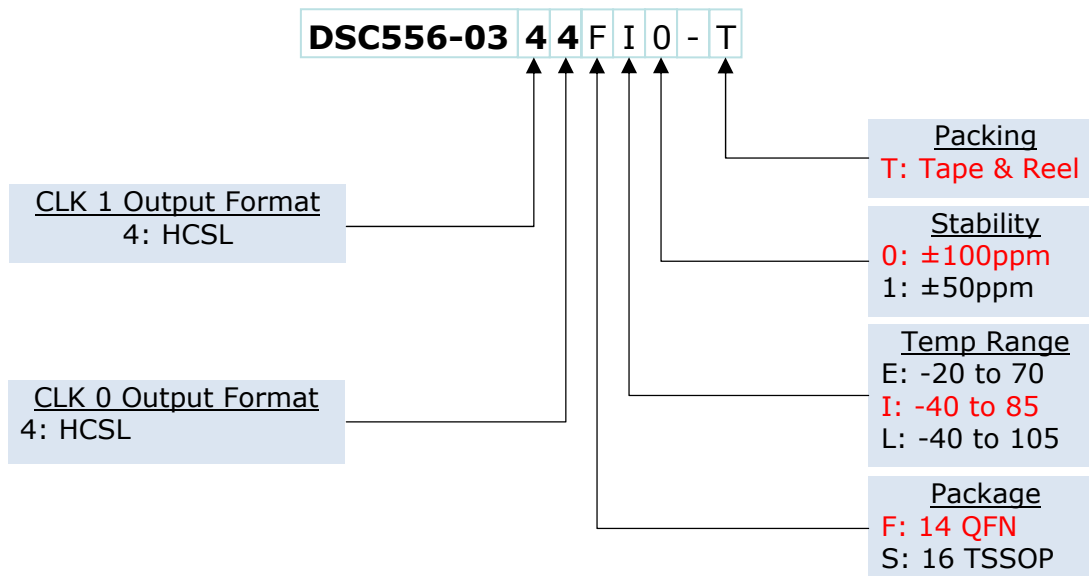 DSC556-03 4 4 F I 0 - T
Packing
T: Tape & Reel
CLK 1 Output Format
4: HCSL
Stability
0: ±100ppm
1: ±50ppm
Temp Range
E: -20 to 70
I: -40 to 85
L: -40 to 105
CLK 0 Output Format
4: HCSL
Package
F: 14 QFN
S: 16 TSSOP